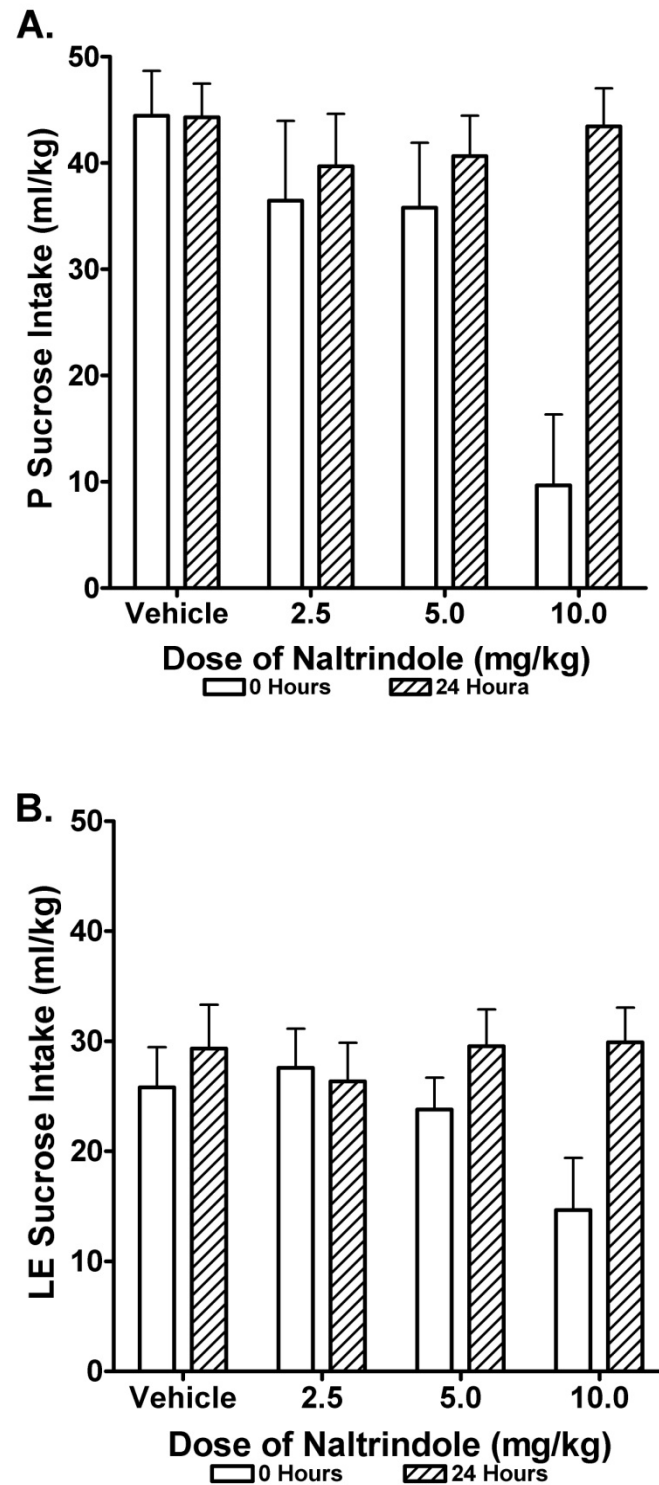 A.
P Sucrose Intake (ml/kg)
50
40
30
20
10
0
Vehicle 2.5 5.0 10.0
Dose of Naltrindole (mg/kg)
0 Hours 24 Houra
B.
LE Sucrose Intake (ml/kg)
50
40
30
20
10
0
Vehicle 2.5 5.0 10.0
Dose of Naltrindole (mg/kg)
0 Hours 24 Hours